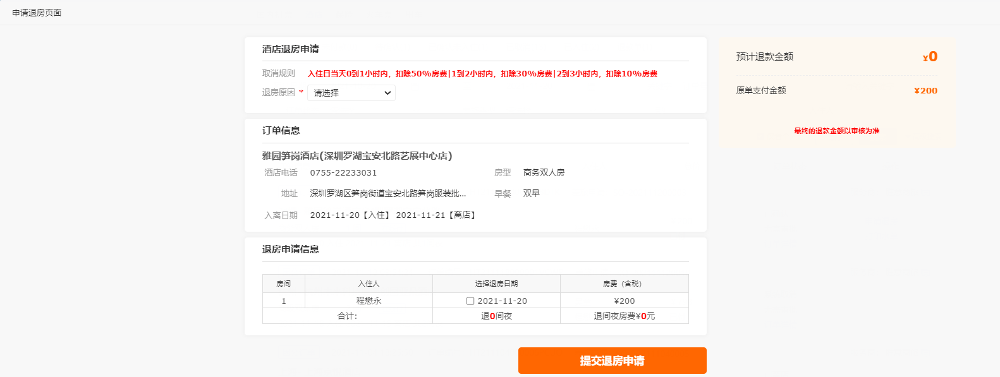 申请退房页面
酒店退房申请
取消规则 入住日当天0到1小时内，扣除50%房费|1到2小时内，扣除30%房费|2到3小时内，扣除10%房费
退房原因 * 请选择
订单信息
雅园笋岗酒店(深圳罗湖宝安北路艺展中心店)
酒店电话 0755-22233031 房型 商务双人房
地址 深圳罗湖区笋岗街道宝安北路笋岗服装批... 早餐 双早
入离日期 2021-11-20【入住】 2021-11-21【离店】
退房申请信息
房间 入住人 选择退房日期 房费（含税）
1 程懋永 2021-11-20 ¥200
合计: 退0间夜 退间夜房费¥0元
提交退房申请
预计退款金额 ¥0
原单支付金额 ¥200
最终的退款金额以审核为准